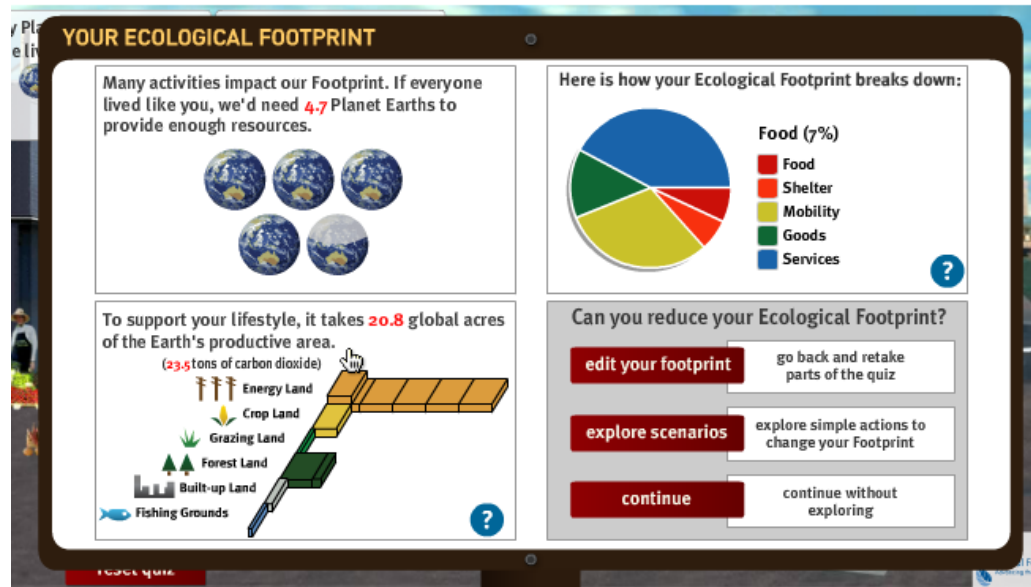 YOUR ECOLOGICAL FOOTPRINT
Many activities impact our Footprint. If everyone
lived like you, we'd need 4.7 Planet Earths to
provide enough resources.
Here is how your Ecological Footprint breaks down:
Food (7%)
Food
Shelter
Mobility
Goods
Services
?
To support your lifestyle, it takes 20.8 global acres
of the Earth's productive area.
(23.5 tons of carbon dioxide)
Energy Land
Crop Land
Grazing Land
Forest Land
Built-up Land
Fishing Grounds
?
Can you reduce your Ecological Footprint?
edit your footprint
go back and retake
parts of the quiz
explore scenarios
explore simple actions to
change your Footprint
continue
continue without
exploring
reset quiz